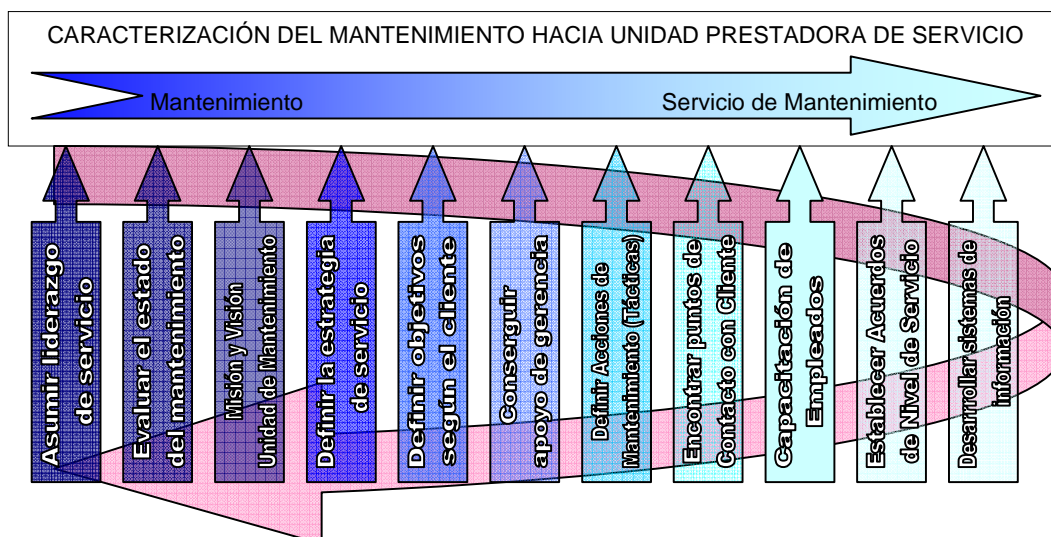 CARACTERIZACIÓN DEL MANTENIMIENTO HACIA UNIDAD PRESTADORA DE SERVICIO
Mantenimiento
Servicio de Mantenimiento
Asumir liderazgo
de servicio
Evaluar el estado
del mantenimiento
Misión y Visión
Unidad de Mantenimiento
Definir la estrategia
de servicio
Definir objetivos
según el cliente
Conserguir
apoyo de gerencia
Definir Acciones de
Mantenimiento (Tácticas)
Encontrar puntos de
Contacto con Cliente
Capacitación de
Empleados
Establecer Acuerdos
de Nivel de Servicio
Desarrrollar sistemas de
información